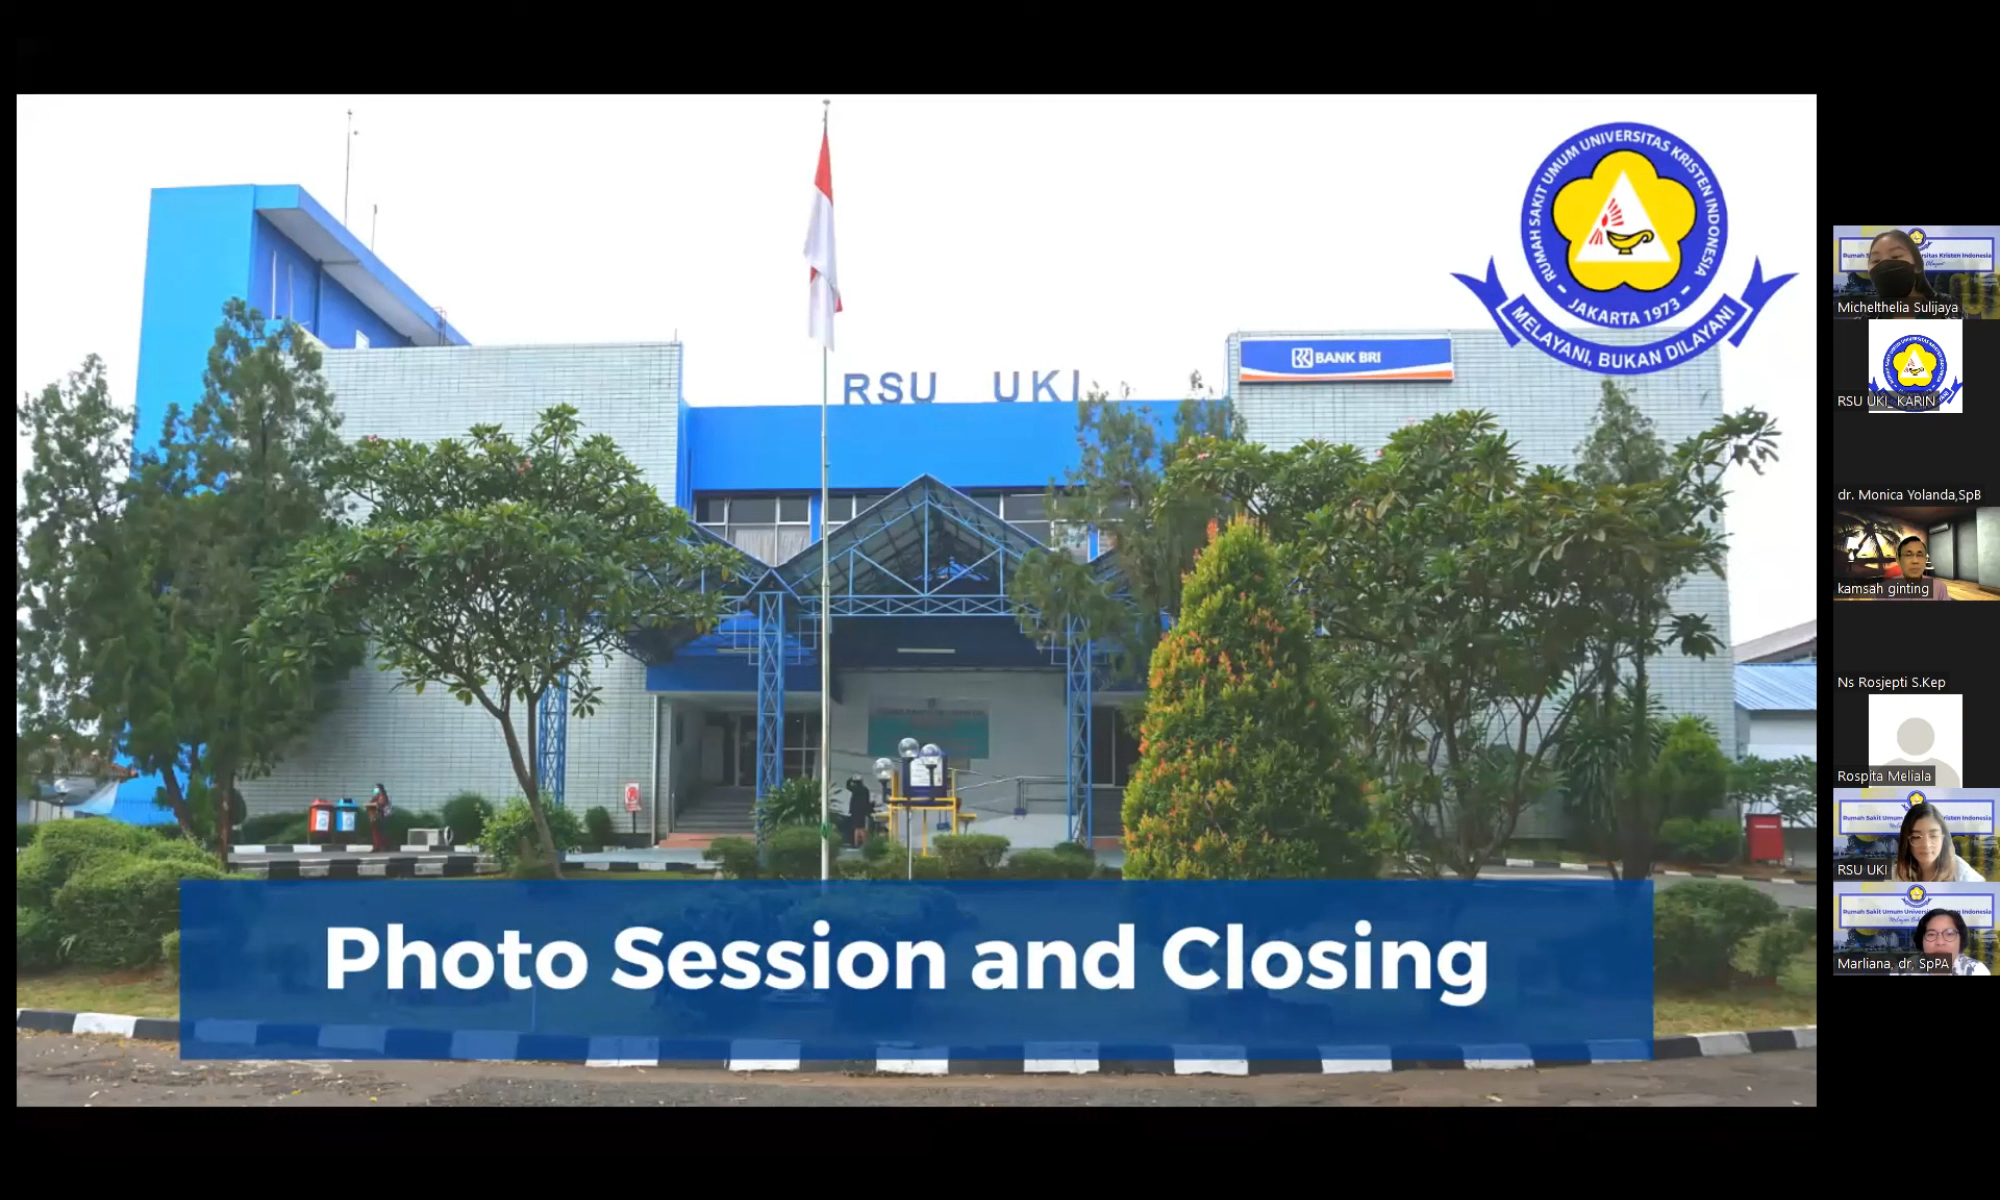 RUMAH SAKIT UMUM UNIVERSITAS KRISTEN INDONESIA
- JAKARTA 1973 -
MELAYANI, BUKAN DILAYANI
BANK BRI
RSU UKI
Photo Session and Closing
Michelthelia Sulijaya
RSU UKI_ KARIN
dr. Monica Yolanda,SpB
kamsah ginting
Ns Rosjepti S.Kep
Rospita Meliala
RSU UKI
Marliana, dr, SpPA